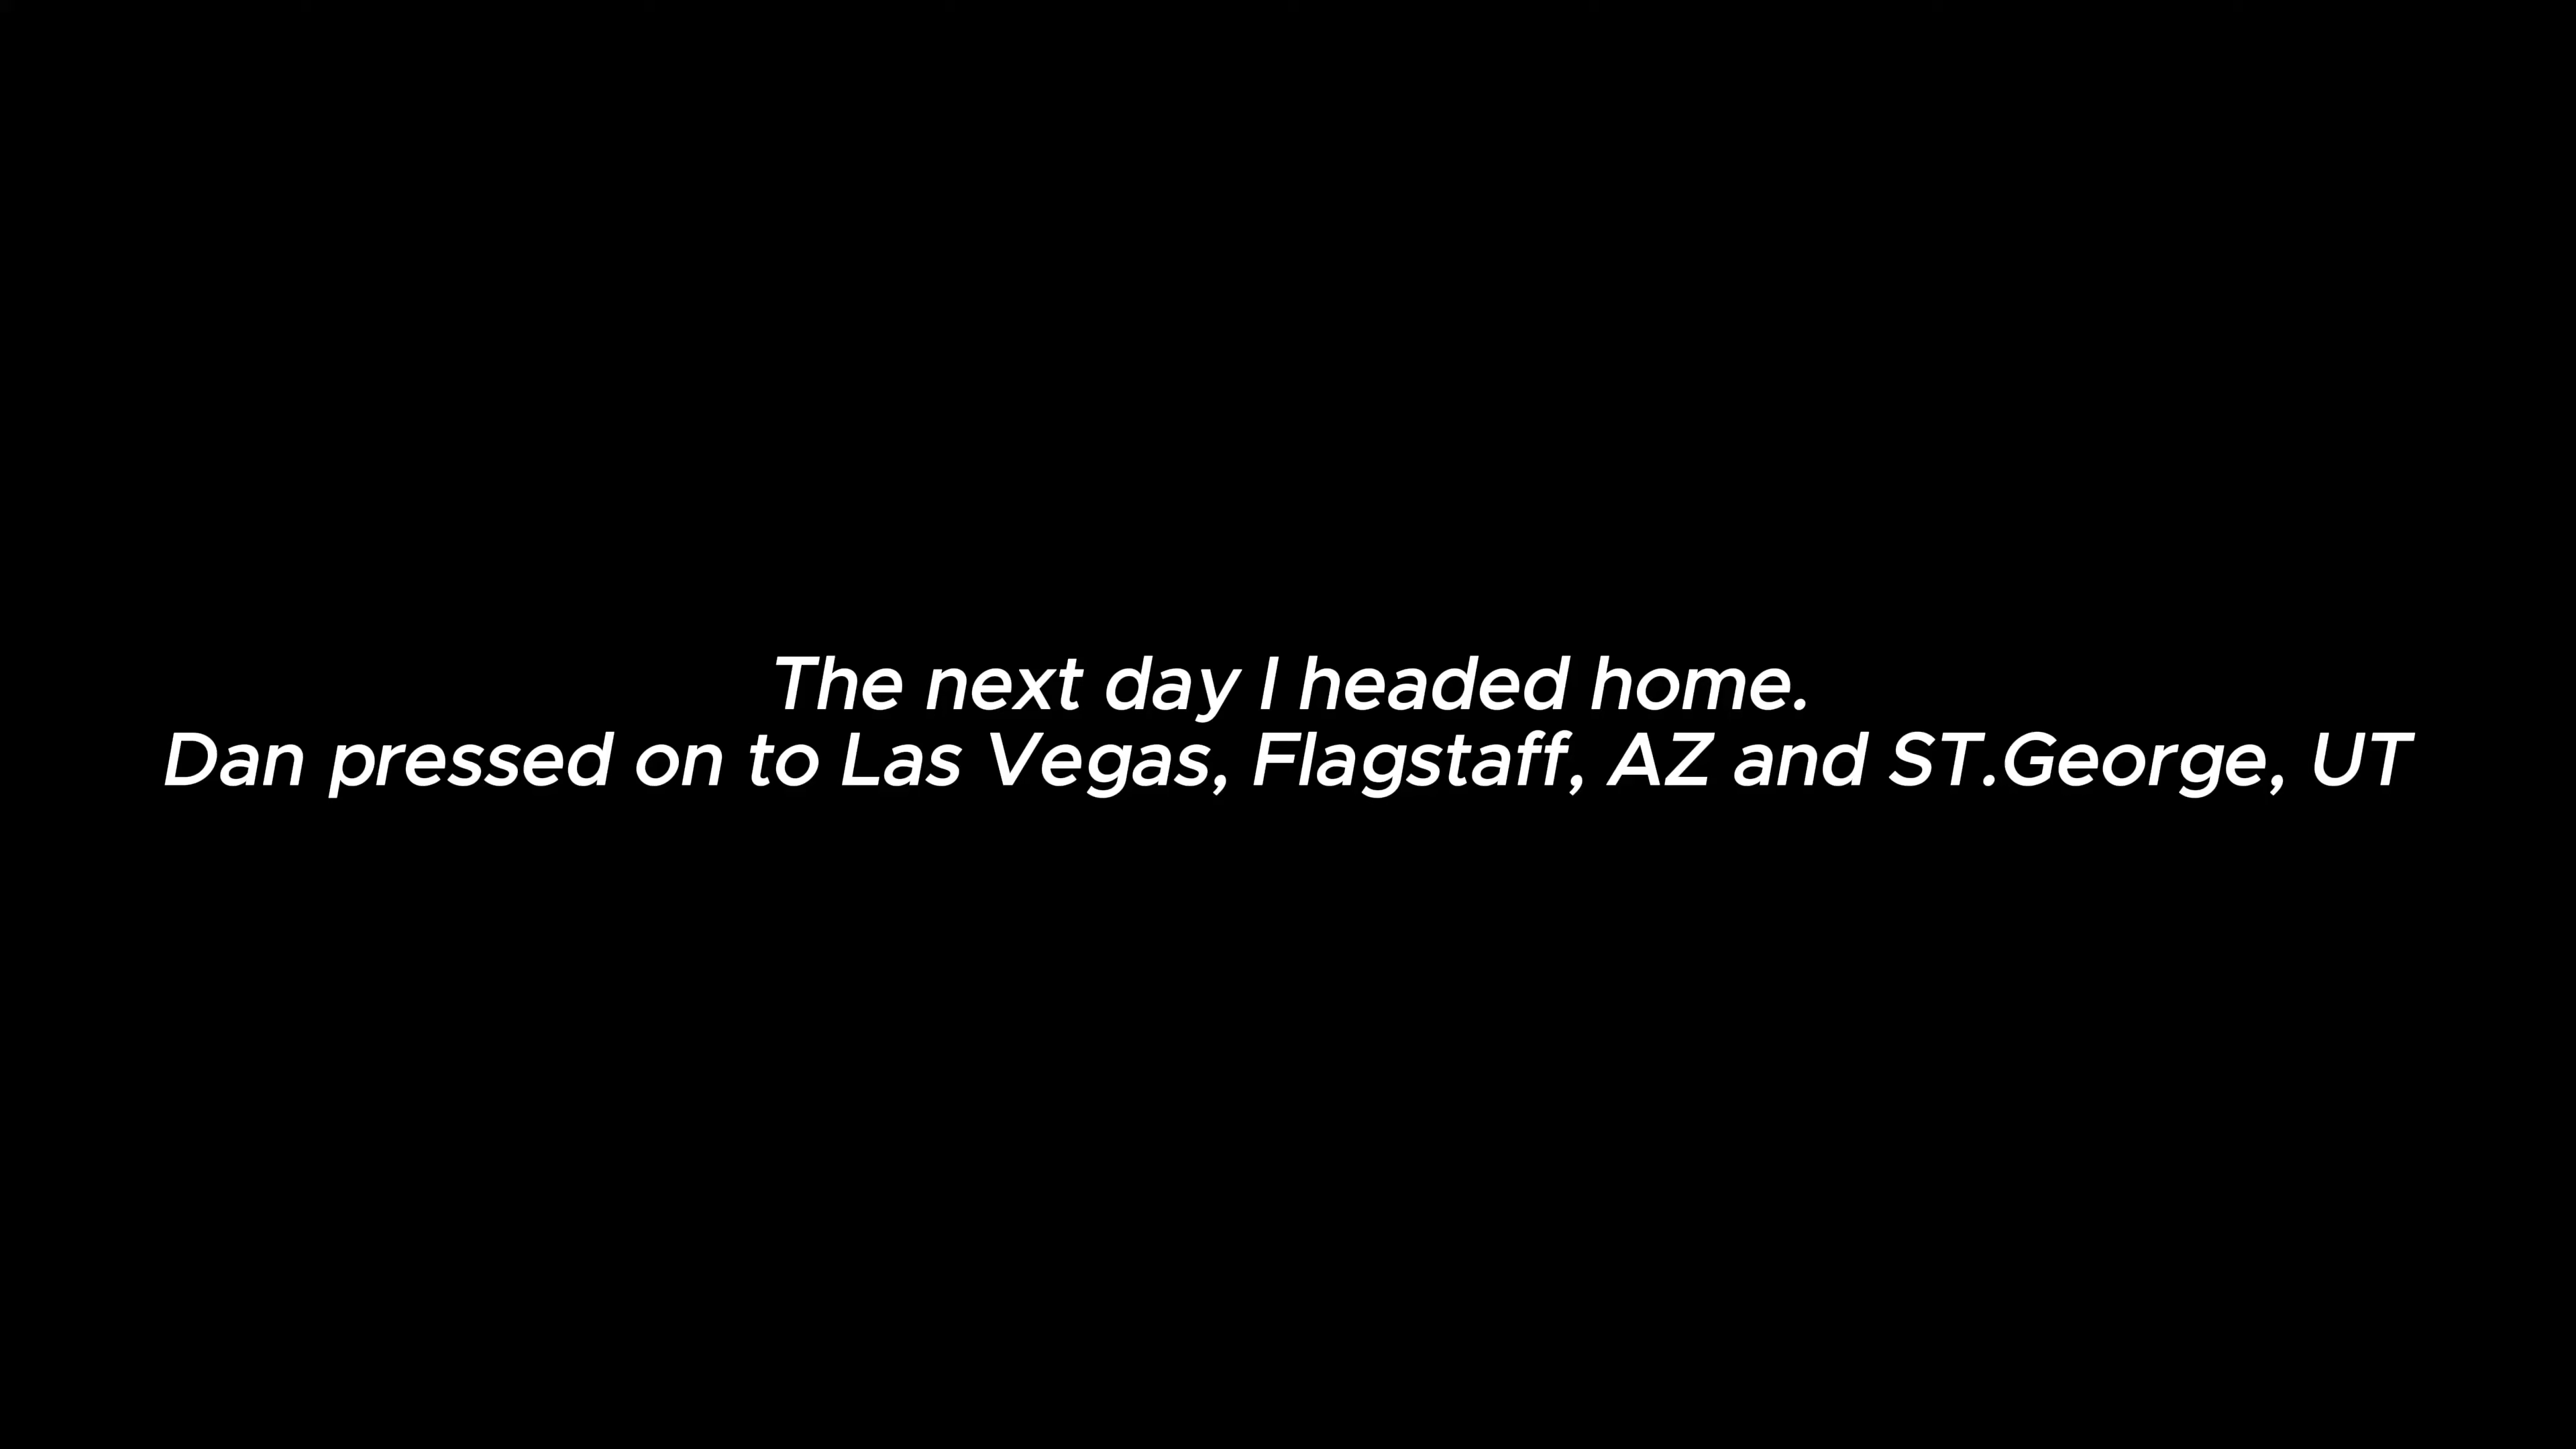 The next day I headed home.
Dan pressed on to Las Vegas, Flagstaff, AZ and ST.George, UT